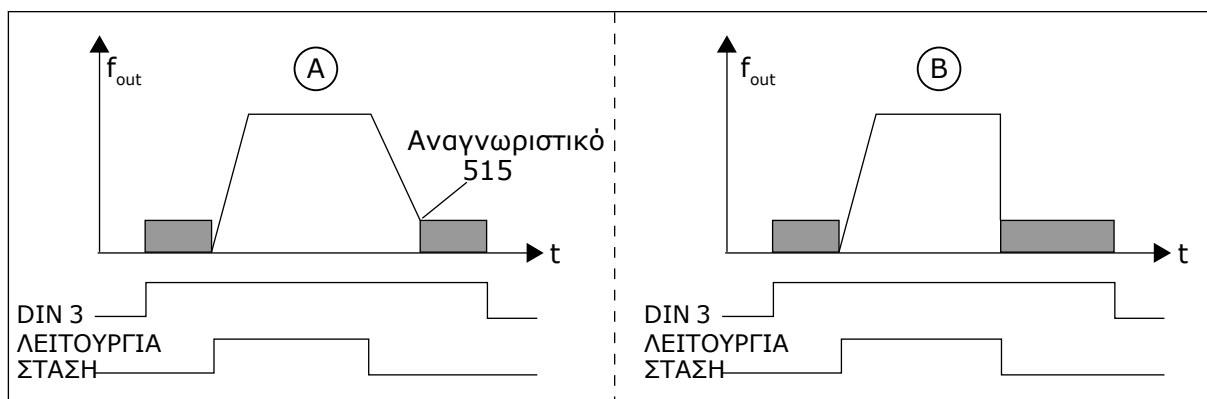 A
f_out
Αναγνωριστικό
515
t
DIN 3
ΛΕΙΤΟΥΡΓΙΑ
ΣΤΑΣΗ
B
f_out
t
DIN 3
ΛΕΙΤΟΥΡΓΙΑ
ΣΤΑΣΗ